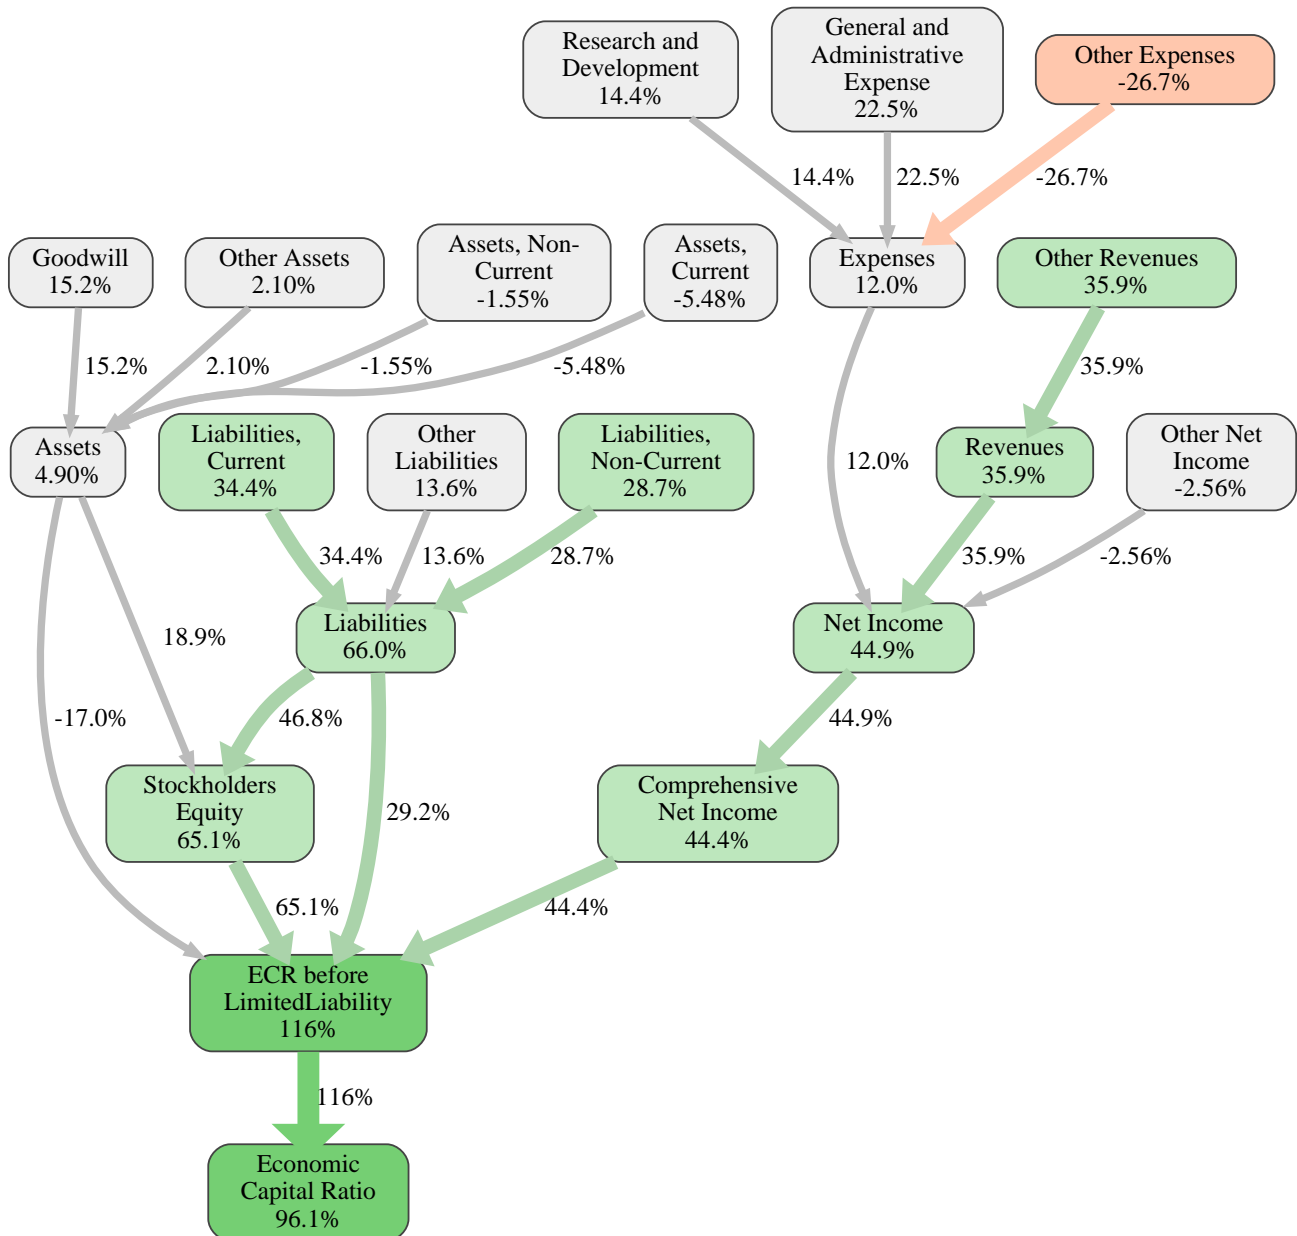 Research and
Development
14.4%
General and
Administrative
Expense
22.5%
Other Expenses
-26.7%
14.4%
22.5%
-26.7%
Goodwill
15.2%
Other Assets
2.10%
Assets, Non-
Current
-1.55%
Assets,
Current
-5.48%
Expenses
12.0%
Other Revenues
35.9%
15.2%
2.10%
-1.55%
-5.48%
35.9%
Assets
4.90%
Liabilities,
Current
34.4%
Other
Liabilities
13.6%
Liabilities,
Non-Current
28.7%
12.0%
Revenues
35.9%
Other Net
Income
-2.56%
34.4%
13.6%
28.7%
35.9%
-2.56%
18.9%
Liabilities
66.0%
Net Income
44.9%
-17.0%
46.8%
44.9%
Stockholders
Equity
65.1%
29.2%
Comprehensive
Net Income
44.4%
65.1%
44.4%
ECR before
LimitedLiability
116%
116%
Economic
Capital Ratio
96.1%